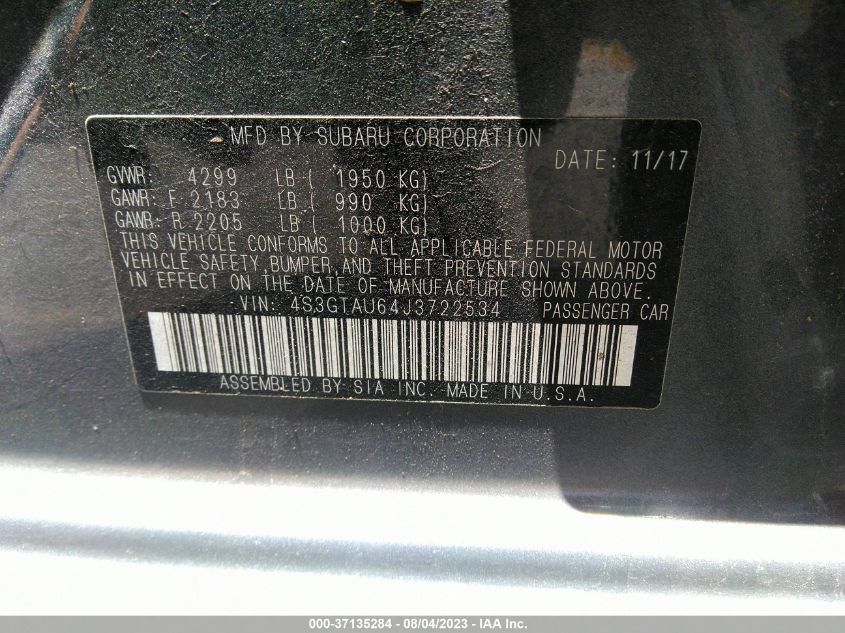 MFD BY SUBARU CORPORATION
DATE: 11/17
GVWR: 4299 LB ( 1950 KG)
GAWR: F 2183 LB ( 990 KG)
GAWR: R 2205 LB ( 1000 KG)
THIS VEHICLE CONFORMS TO ALL APPLICABLE FEDERAL MOTOR
VEHICLE SAFETY, BUMPER, AND THEFT PREVENTION STANDARDS
IN EFFECT ON THE DATE OF MANUFACTURE SHOWN ABOVE.
VIN: 4S3GTAU64J3722534 PASSENGER CAR
ASSEMBLED BY SIA INC. MADE IN U.S.A.
000-37135284 - 08/04/2023 - IAA Inc.